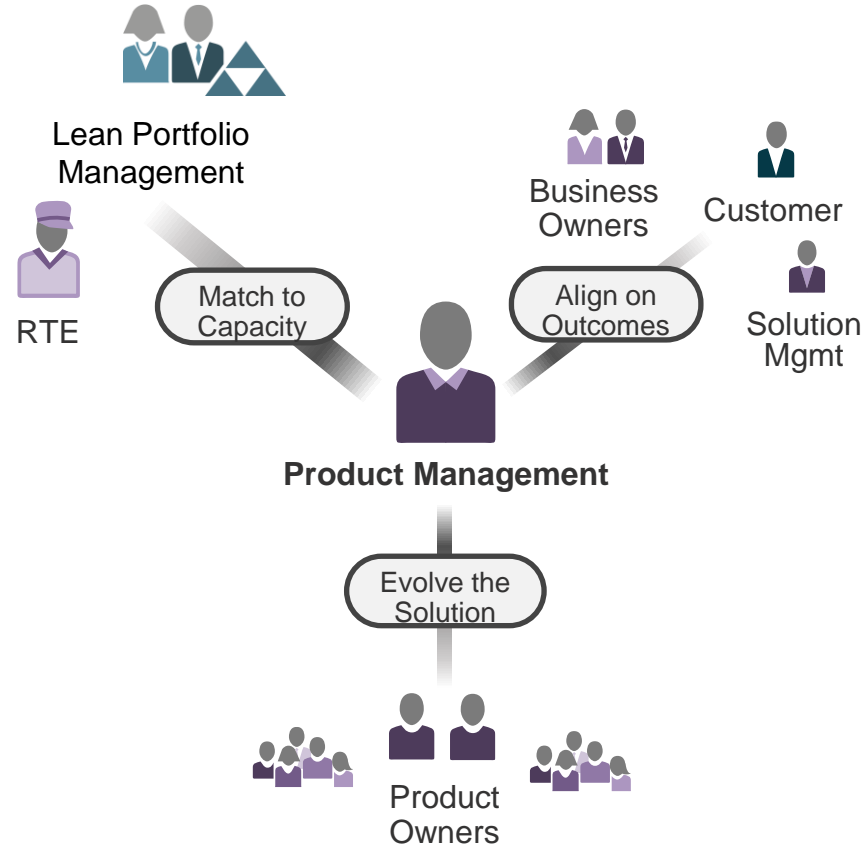 Lean Portfolio
Management
RTE
Match to
Capacity
Business
Owners
Customer
Align on
Outcomes
Solution
Mgmt
Product Management
Evolve the
Solution
Product
Owners